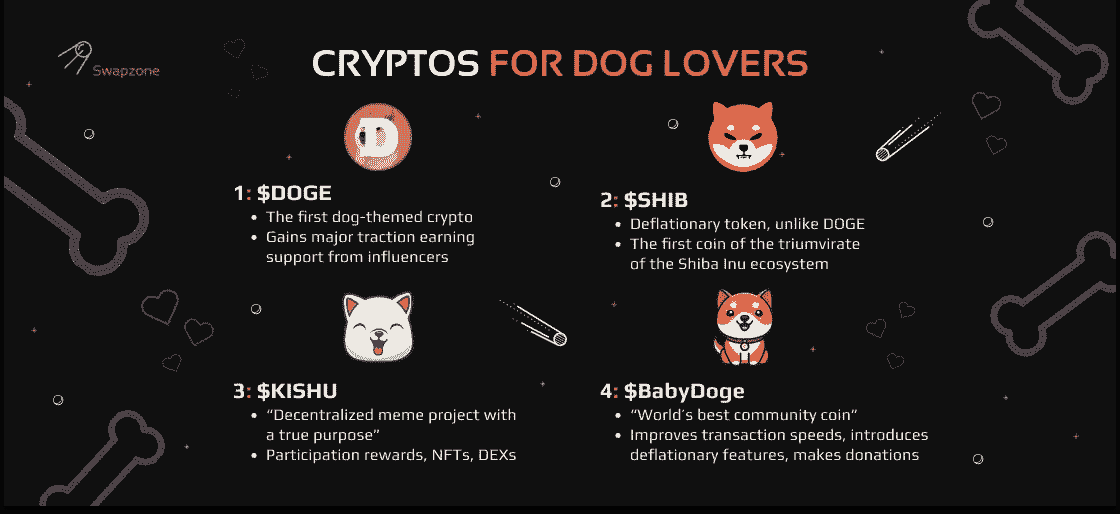 Swapzone
CRYPTOS FOR DOG LOVERS
D
1: $DOGE
• The first dog-themed crypto
• Gains major traction earning
support from influencers
2: $SHIB
• Deflationary token, unlike DOGE
• The first coin of the triumvirate
of the Shiba Inu ecosystem
3: $KISHU
• “Decentralized meme project with
a true purpose”
• Participation rewards, NFTs, DEXs
4: $BabyDoge
• “World’s best community coin”
• Improves transaction speeds, introduces
deflationary features, makes donations